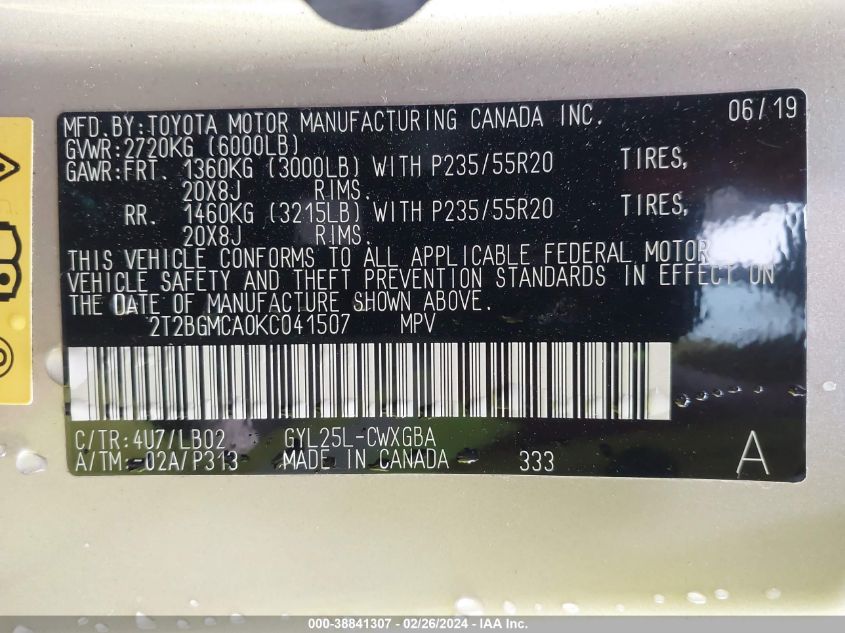 MFD. BY: TOYOTA MOTOR MANUFACTURING CANADA INC. 06/19
GVWR: 2720KG (6000LB)
GAWR: FRT. 1360KG (3000LB) WITH P235/55R20 TIRES,
20X8J RIMS.
RR. 1460KG (3215LB) WITH P235/55R20 TIRES,
20X8J RIMS.
THIS VEHICLE CONFORMS TO ALL APPLICABLE FEDERAL MOTOR
VEHICLE SAFETY AND THEFT PREVENTION STANDARDS IN EFFECT ON
THE DATE OF MANUFACTURE SHOWN ABOVE.
2T2BGMCA0KC041507 MPV
C/TR: 4U7/LB02 GYL25L-CWXGBA
A/TM: -02A/P313 MADE IN CANADA 333 A
000-38841307 - 02/26/2024 - IAA Inc.